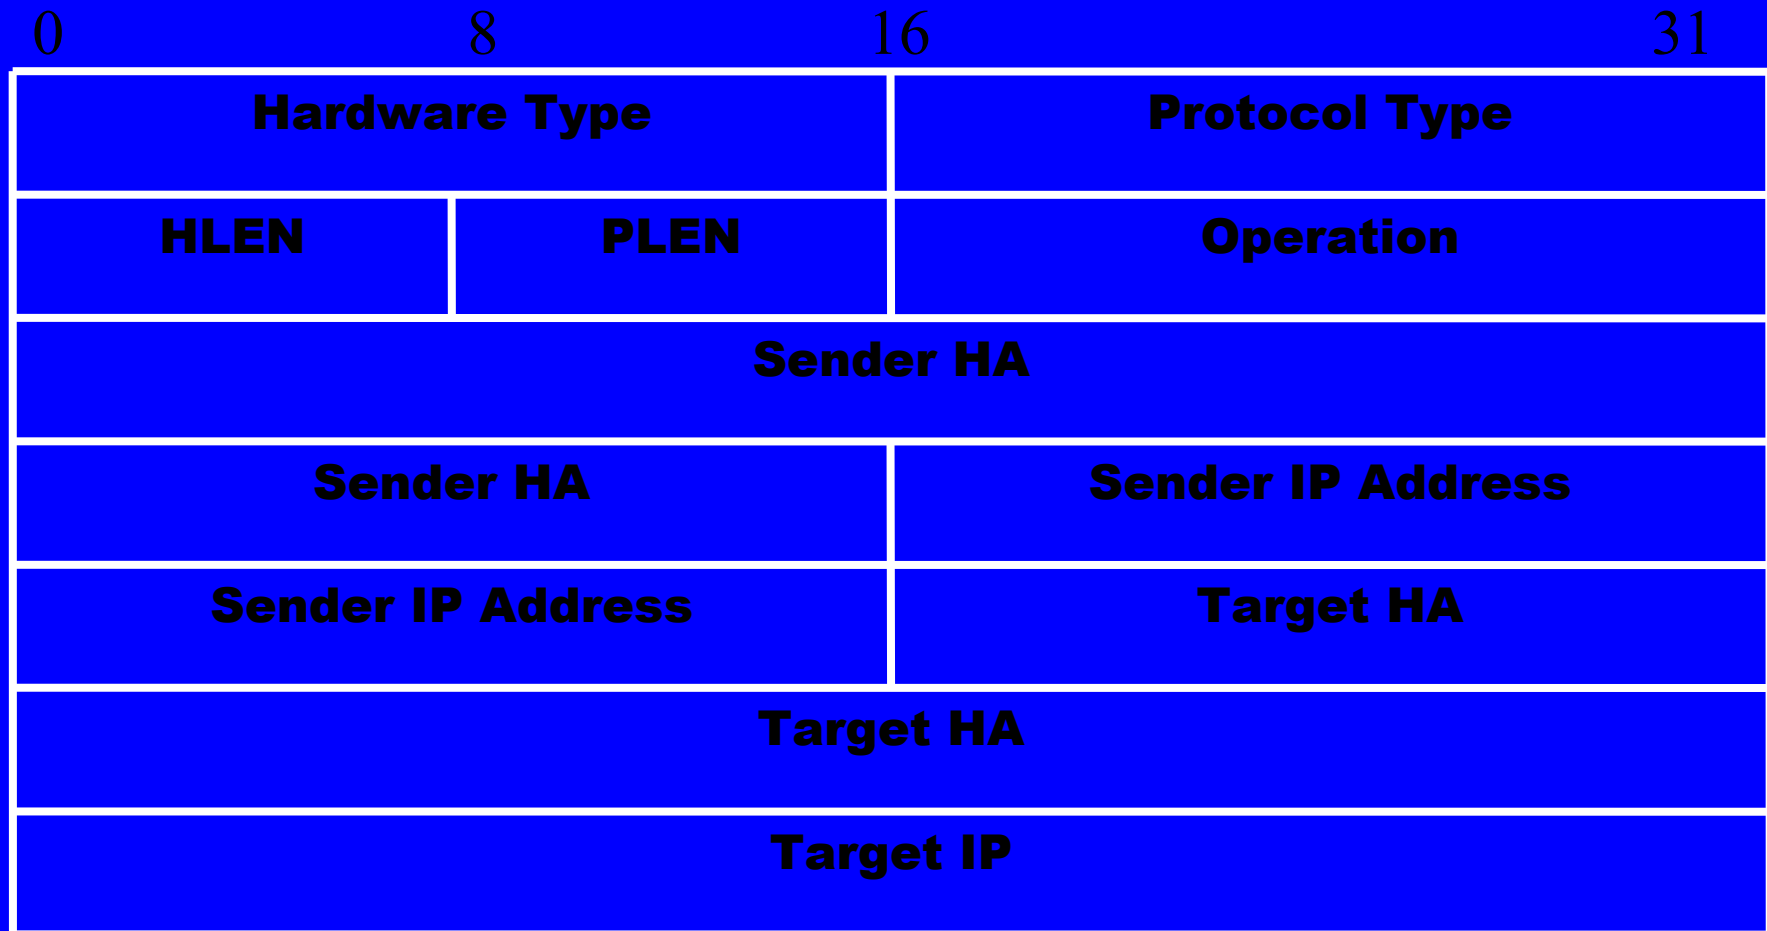 0 8 16 31
Hardware Type Protocol Type
HLEN PLEN Operation
Sender HA
Sender HA Sender IP Address
Sender IP Address Target HA
Target HA
Target IP